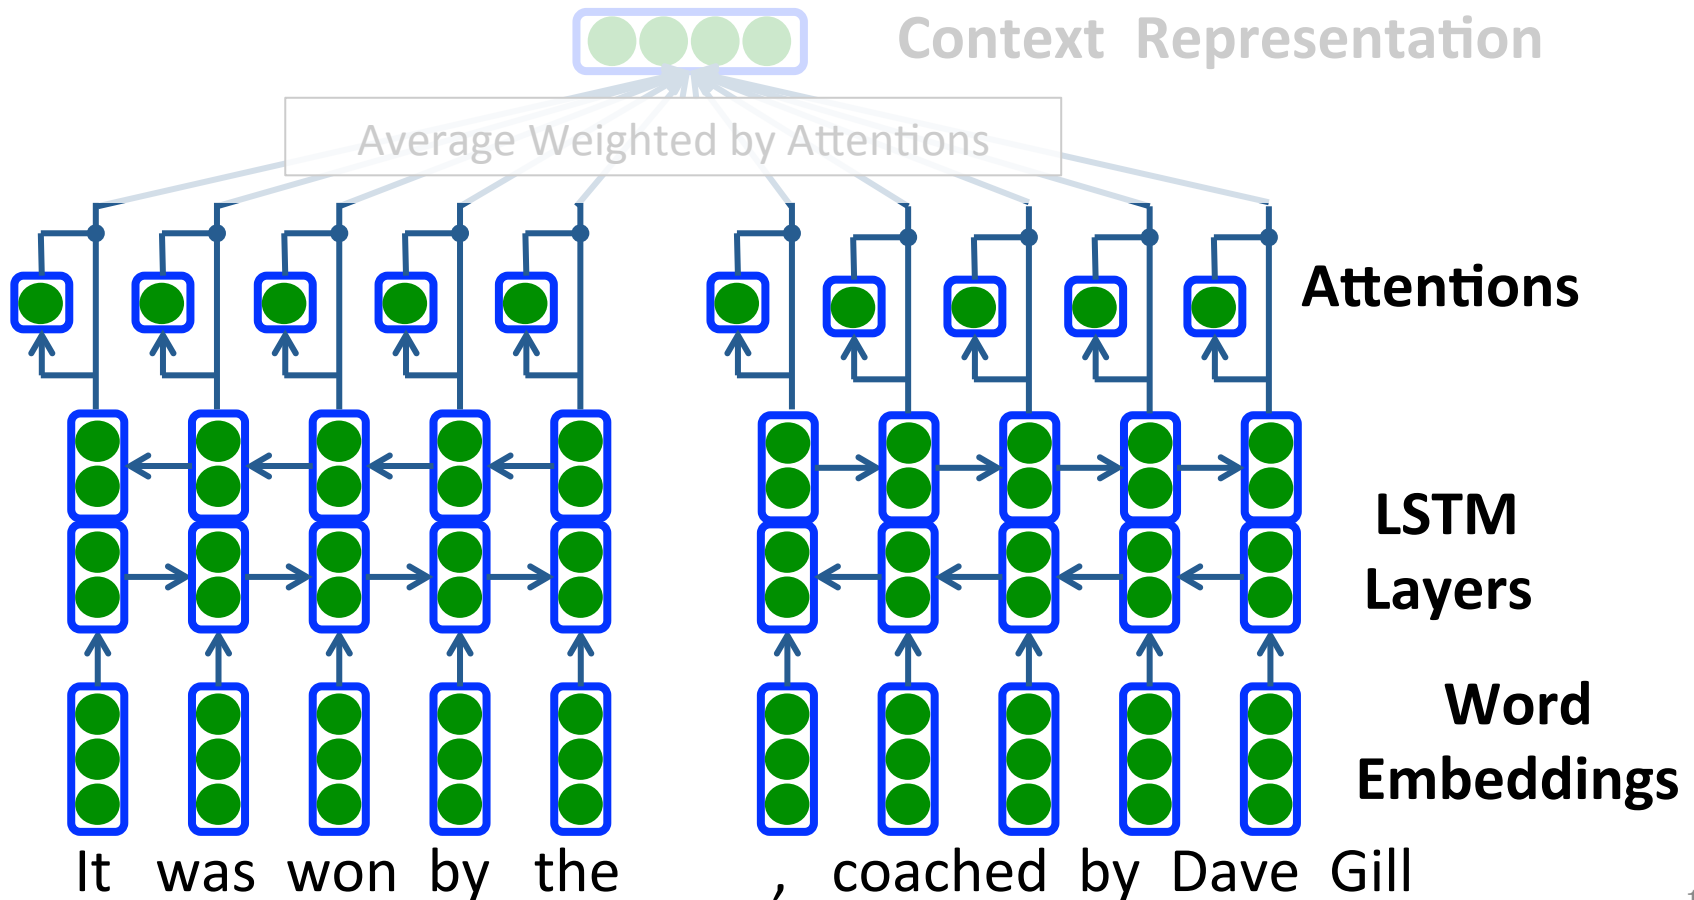 Context Representation
Average Weighted by Attentions
Attentions
LSTM
Layers
Word
Embeddings
It was won by the , coached by Dave Gill